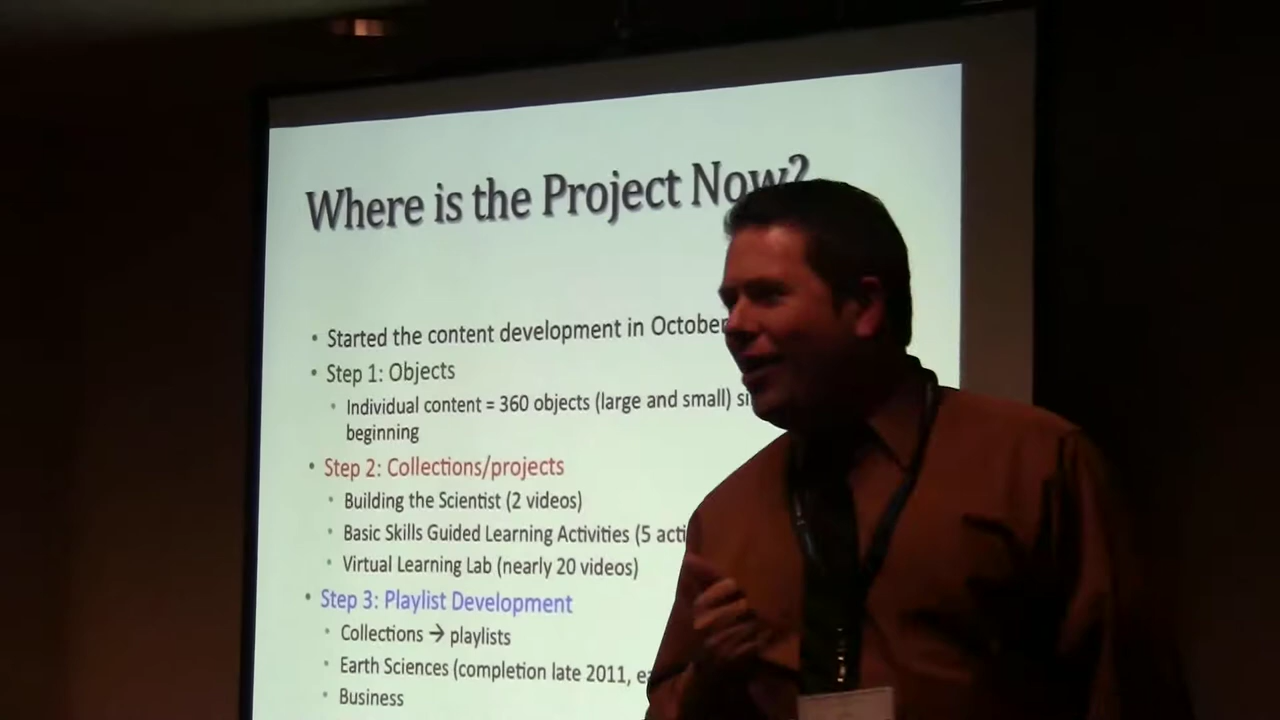 Where is the Project Now?
• Started the content development in October
• Step 1: Objects
• Individual content = 360 objects (large and small)
beginning
• Step 2: Collections/projects
• Building the Scientist (2 videos)
• Basic Skills Guided Learning Activities (5
• Virtual Learning Lab (nearly 20 videos)
• Step 3: Playlist Development
• Collections → playlists
• Earth Sciences (completion late 2011,
• Business